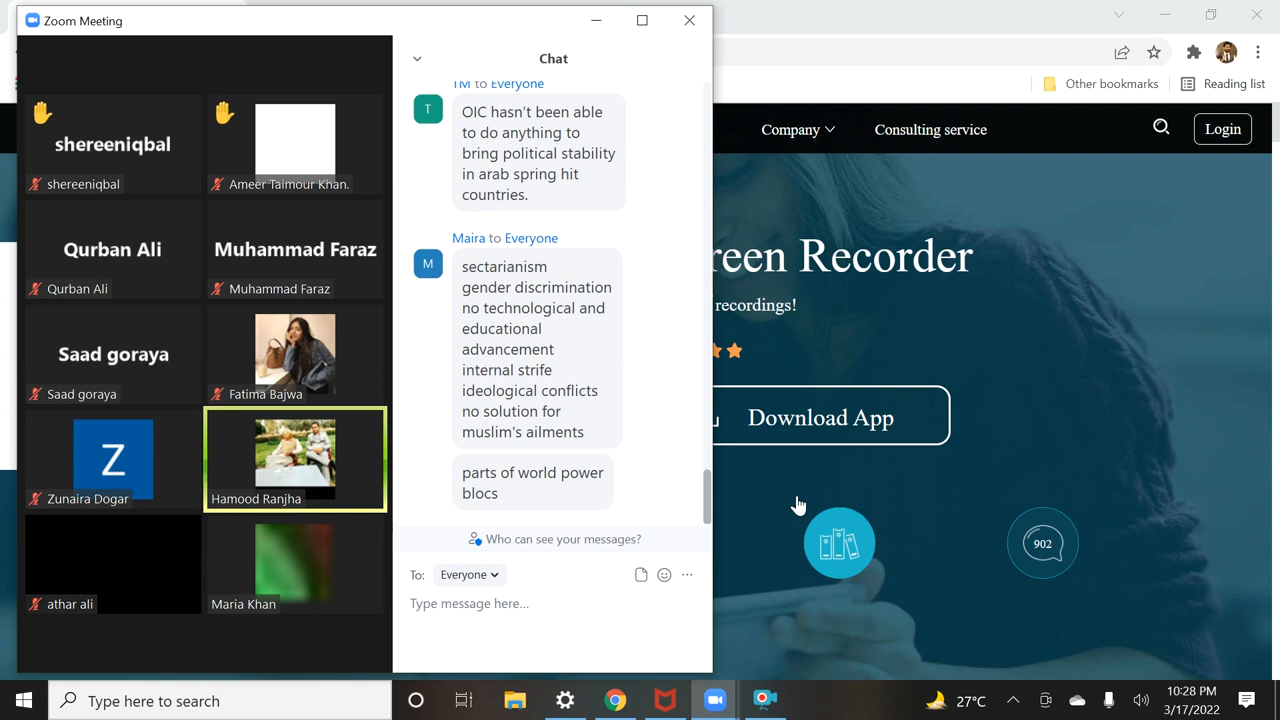 Zoom Meeting
Chat
TM to Everyone
T
OIC hasn't been able
to do anything to
bring political stability
in arab spring hit
countries.
Maira to Everyone
M
sectarianism
gender discrimination
no technological and
educational
advancement
internal strife
ideological conflicts
no solution for
muslim's ailments
parts of world power
blocs
Who can see your messages?
To: Everyone
Type message here...
shereeniqbal
shereeniqbal
Ameer Taimour Khan.
Qurban Ali
Qurban Ali
Muhammad Faraz
Muhammad Faraz
Saad goraya
Saad goraya
Fatima Bajwa
Z
Zunaira Dogar
Hamood Ranjha
athar ali
Maria Khan
Other bookmarks
Reading list
Company
Consulting service
Login
reen Recorder
recordings!
Download App
902
Type here to search
27°C
10:28 PM
3/17/2022